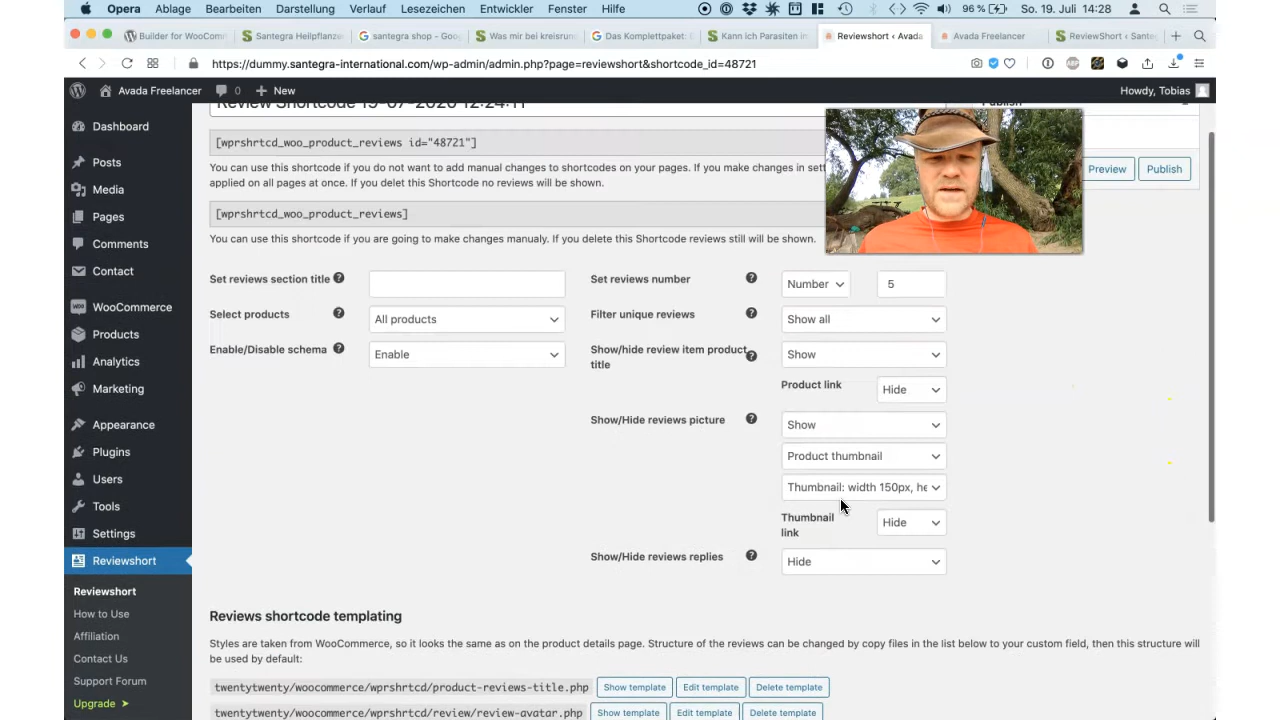 Opera Ablage Bearbeiten Darstellung Verlauf Lesezeichen Entwickler Fenster Hilfe 96 % So. 19. Juli 14:28
Builder for WooComm Santegra Heilpflanze santegra shop - Goo Was mir bei kreisrun Das Komplettpaket: Kann ich Parasiten im Reviewshort ‹ Avada Avada Freelancer ReviewShort ‹ Sante
https://dummy.santegra-international.com/wp-admin/admin.php?page=reviewshort&shortcode_id=48721
Avada Freelancer 0 New Howdy, Tobias
Review Shortcode 19-07-2020 12:24:11
Publish
Dashboard
Posts
Media
Pages
Comments
Contact
WooCommerce
Products
Analytics
Marketing
Appearance
Plugins
Users
Tools
Settings
Reviewshort
Reviewshort
How to Use
Affiliation
Contact Us
Support Forum
Upgrade ➤
[wprshrtcd_woo_product_reviews id="48721"]
You can use this shortcode if you do not want to add manual changes to shortcodes on your pages. If you make changes in sett
applied on all pages at once. If you delet this Shortcode no reviews will be shown.
Preview Publish
[wprshrtcd_woo_product_reviews]
You can use this shortcode if you are going to make changes manualy. If you delete this Shortcode reviews still will be shown.
Set reviews section title ?
Select products ? All products
Enable/Disable schema ? Enable
Set reviews number ? Number 5
Filter unique reviews ? Show all
Show/hide review item product
title ? Show
Product link Hide
Show/Hide reviews picture ? Show
Product thumbnail
Thumbnail: width 150px, he
Thumbnail
link Hide
Show/Hide reviews replies ? Hide
Reviews shortcode templating
Styles are taken from WooCommerce, so it looks the same as on the product details page. Structure of the reviews can be changed by copy files in the list below to your custom field, then this structure will
be used by default:
twentytwenty/woocommerce/wprshrtcd/product-reviews-title.php Show template Edit template Delete template
twentytwenty/woocommerce/wprshrtcd/review/review-avatar.php Show template Edit template Delete template